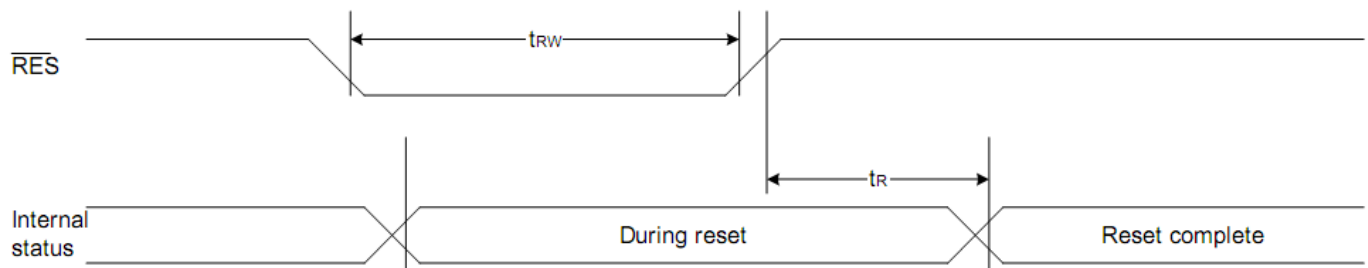 tRW
RES
tR
Internal
status
During reset
Reset complete